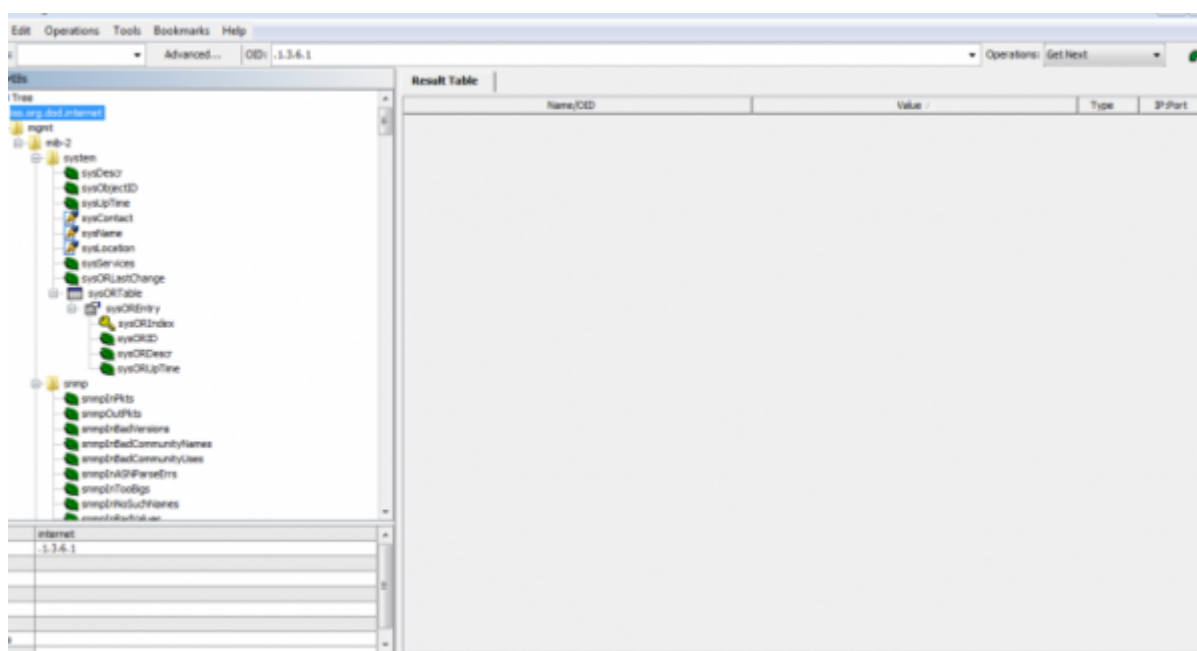 Edit Operations Tools Bookmarks Help
Advanced... OID: .1.3.6.1 Operations: Get Next
Result Table
Tree
Name/OID Value Type IP:Port
iso.org.dod.internet
mgmt
mib-2
system
sysDescr
sysObjectID
sysUpTime
sysContact
sysName
sysLocation
sysServices
sysORLastChange
sysORTable
sysOREntry
sysORIndex
sysORID
sysORDescr
sysORUpTime
snmp
snmpInPkts
snmpOutPkts
snmpInBadVersions
snmpInBadCommunityNames
snmpInBadCommunityUses
snmpInASNParseErrs
snmpInTooBigs
snmpInNoSuchNames
snmpInBadValues
internet
.1.3.6.1